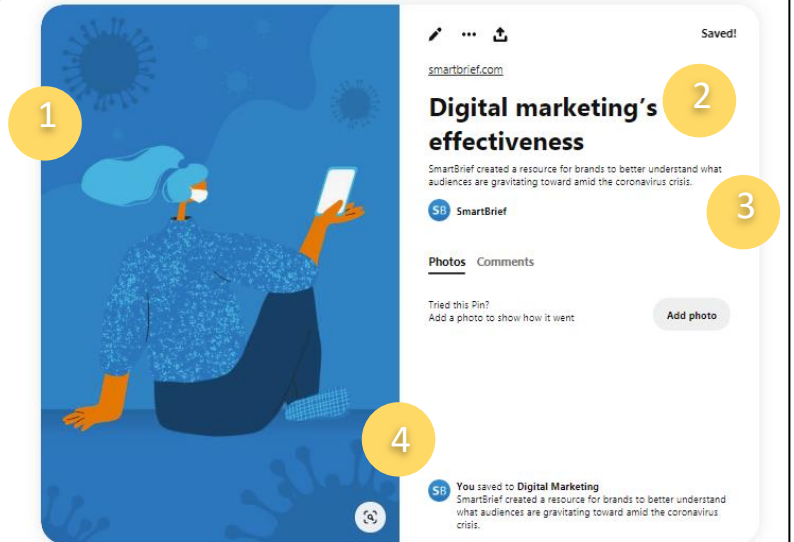 1
Saved!
smartbrief.com
2
Digital marketing’s
effectiveness
SmartBrief created a resource for brands to better understand what
audiences are gravitating toward amid the coronavirus crisis.
3
SB SmartBrief
Photos Comments
Tried this Pin?
Add a photo to show how it went
Add photo
4
SB You saved to Digital Marketing
SmartBrief created a resource for brands to better understand
what audiences are gravitating toward amid the coronavirus
crisis.